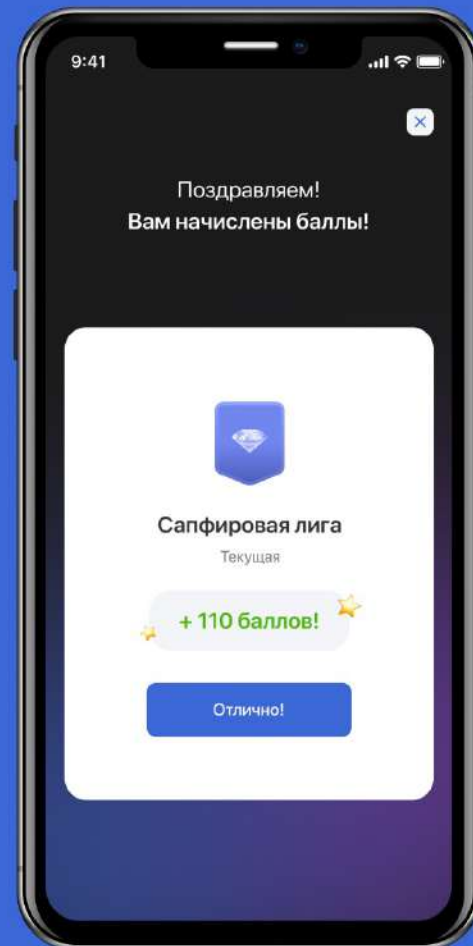 9:41
Поздравляем!
Вам начислены баллы!
Сапфировая лига
Текущая
+ 110 баллов!
Отлично!